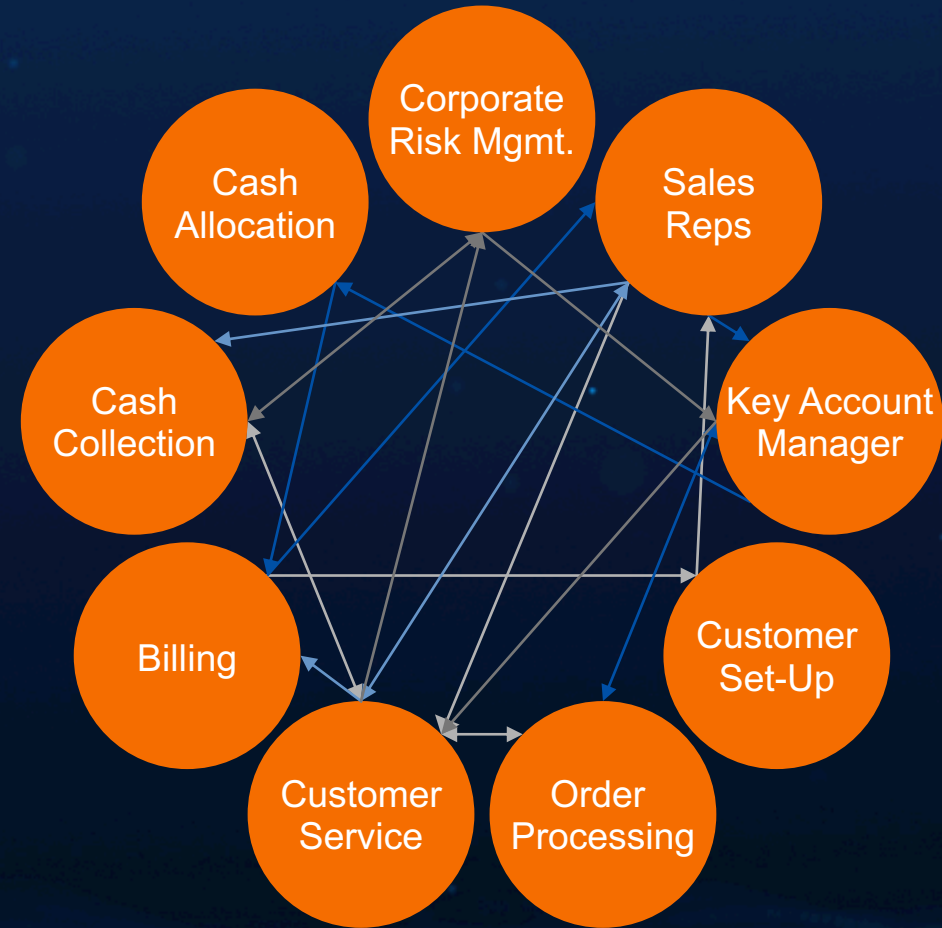 Corporate
Risk Mgmt.
Sales
Reps
Key Account
Manager
Customer
Set-Up
Order
Processing
Customer
Service
Billing
Cash
Collection
Cash
Allocation